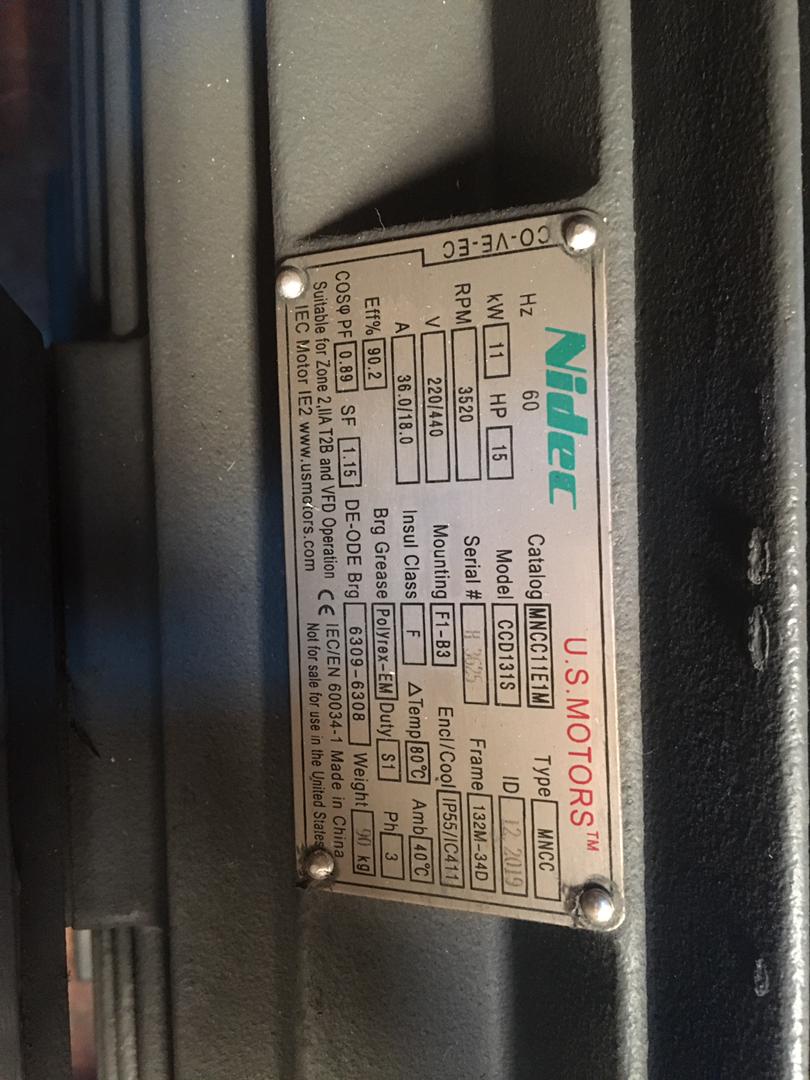 CO-VE-EC
Nidec U.S.MOTORS™
Hz 60 Catalog MNCC11E1M Type MNCC
kW 11 HP 15 Model CCD131S ID 12 2019
RPM 3520 Serial # Frame 132M-34D
V 220/440 Mounting F1-B3 Encl/Cool IP55/IC411
A 36.0/18.0 Insul Class F ΔTemp 80℃ Amb 40℃
Eff% 90.2 Brg Grease Polyrex-EM Duty S1 Ph 3
COSφ PF 0.89 SF 1.15 DE-ODE Brg 6309-6308 Weight 90 kg
Suitable for Zone 2,IIA T2B and VFD Operation CE IEC/EN 60034-1 Made in China
IEC Motor IE2 www.usmotors.com Not for sale for use in the United States